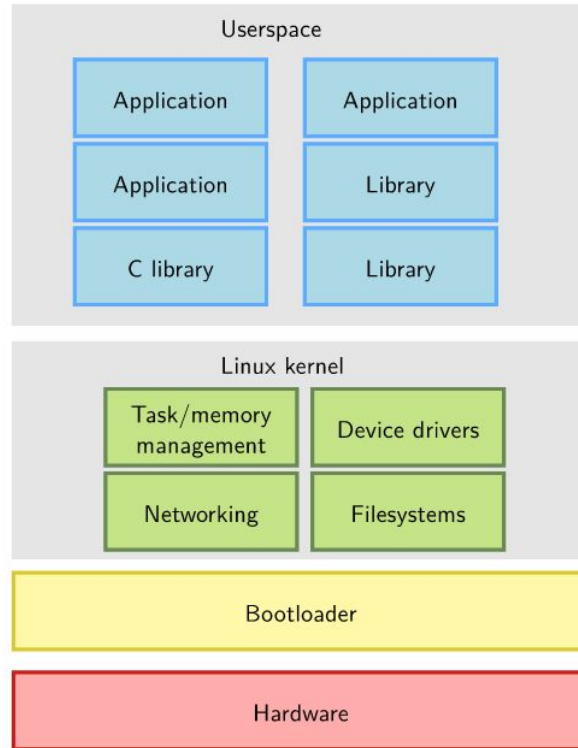 Userspace
Application
Application
Application
Library
C library
Library
Linux kernel
Task/memory
management
Device drivers
Networking
Filesystems
Bootloader
Hardware